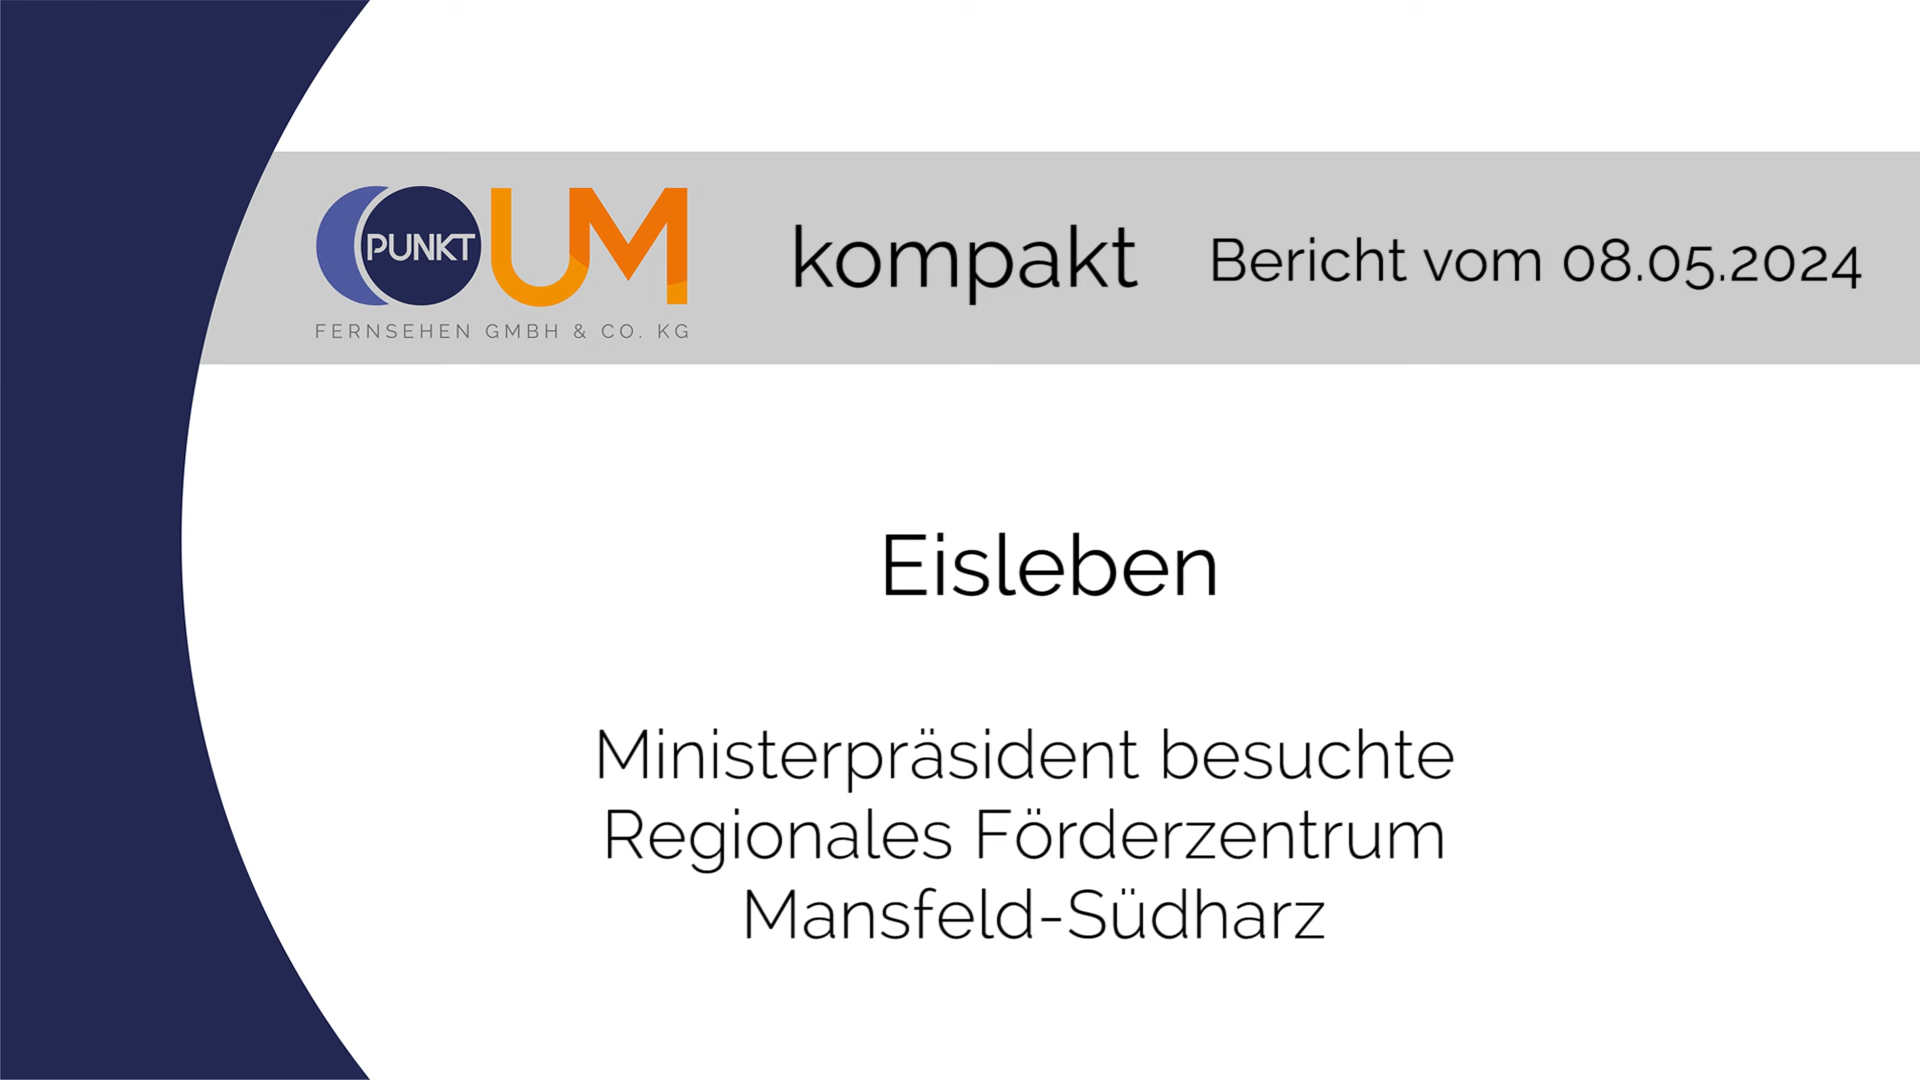 PUNKT UM
FERNSEHEN GMBH & CO. KG
kompakt
Bericht vom 08.05.2024
Eisleben
Ministerpräsident besuchte
Regionales Förderzentrum
Mansfeld-Südharz